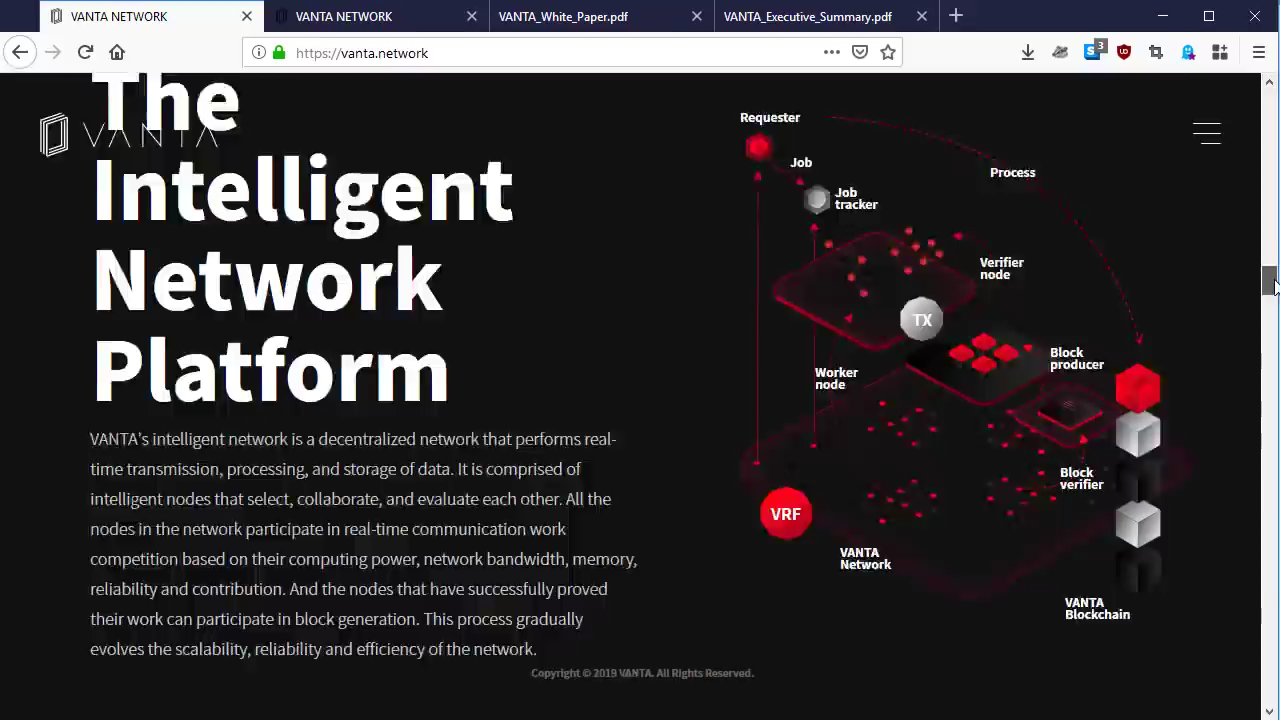 VANTA NETWORK
VANTA NETWORK
VANTA_White_Paper.pdf
VANTA_Executive_Summary.pdf
https://vanta.network
3
VANTA
The
Intelligent
Network
Platform
VANTA's intelligent network is a decentralized network that performs real-
time transmission, processing, and storage of data. It is comprised of
intelligent nodes that select, collaborate, and evaluate each other. All the
nodes in the network participate in real-time communication work
competition based on their computing power, network bandwidth, memory,
reliability and contribution. And the nodes that have successfully proved
their work can participate in block generation. This process gradually
evolves the scalability, reliability and efficiency of the network.
Requester
Job
Process
Job
tracker
Verifier
node
TX
Block
producer
Worker
node
Block
verifier
VRF
VANTA
Network
VANTA
Blockchain
Copyright © 2019 VANTA. All Rights Reserved.